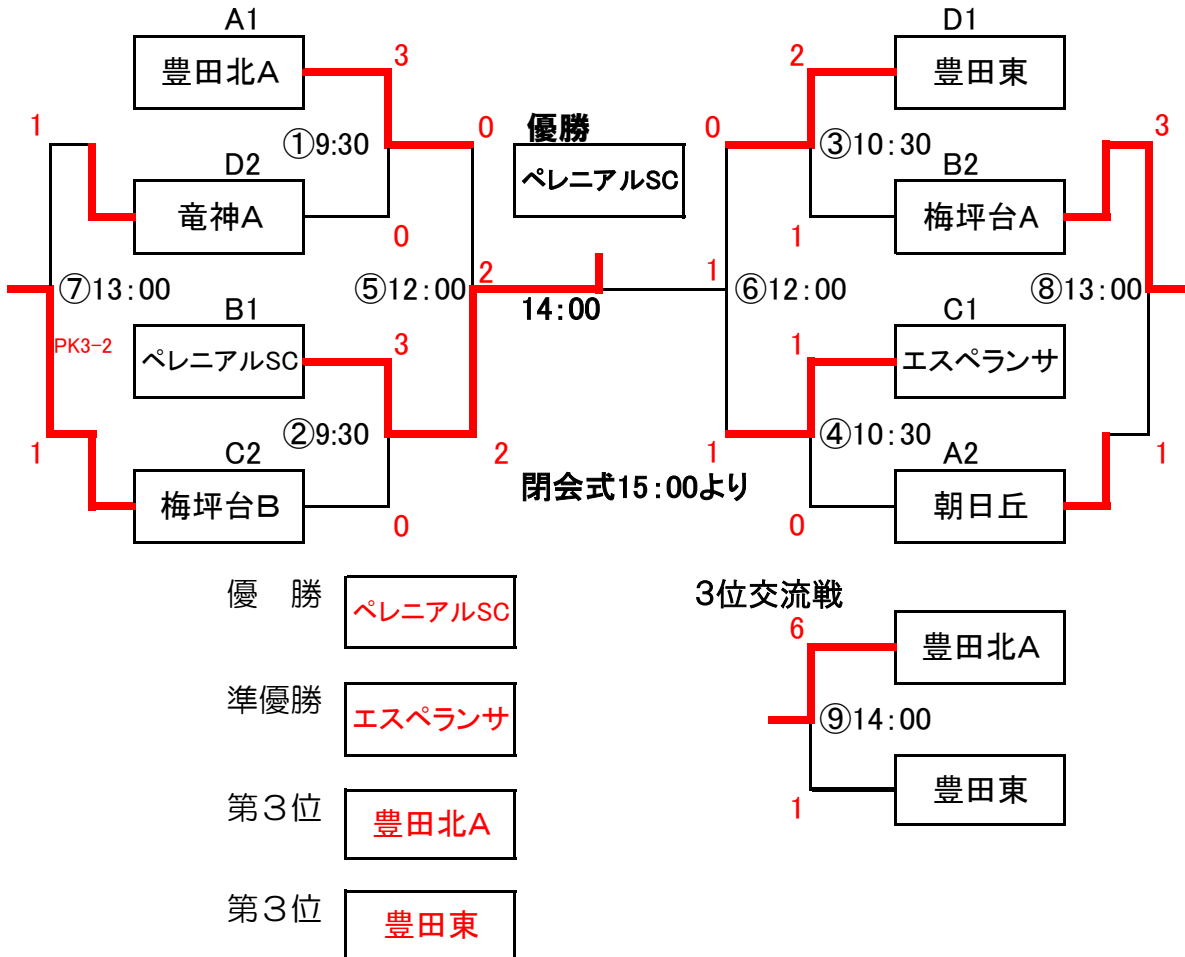 A1
豊田北A
3
1
①9:30
0
D2
竜神A
0
⑦13:00
⑤12:00
2
B1
PK3-2
ペレニアルSC
3
②9:30
1
2
C2
梅坪台B
0
優勝
ペレニアルSC
14:00
閉会式15:00より
D1
2
豊田東
0
③10:30
3
B2
梅坪台A
1
1
⑥12:00
⑧13:00
C1
1
エスペランサ
1
④10:30
1
A2
朝日丘
0
優　勝
ペレニアルSC
準優勝
エスペランサ
第３位
豊田北A
第３位
豊田東
3位交流戦
6
豊田北A
⑨14:00
豊田東
1